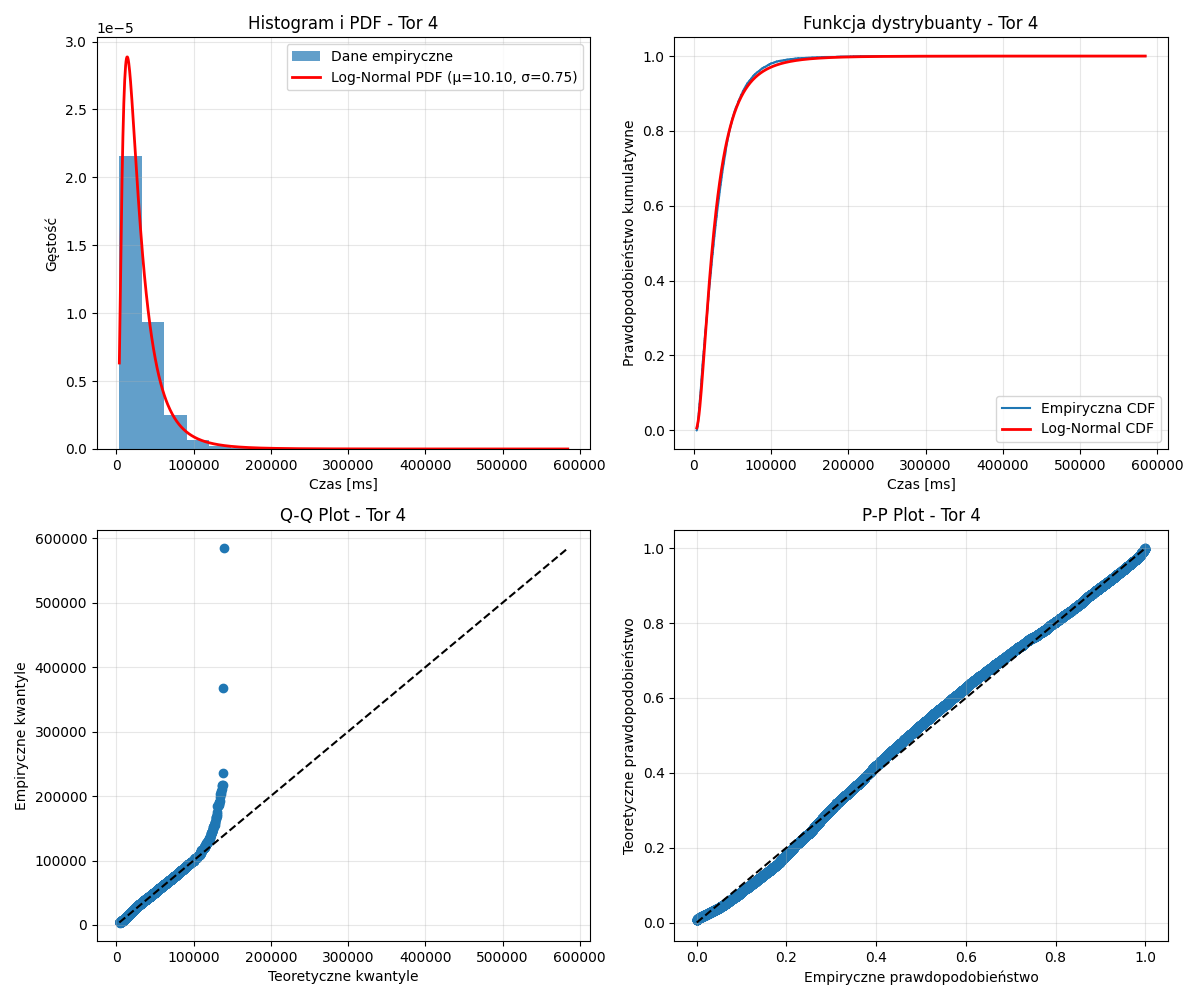 Histogram i PDF - Tor 4
1e−5
3.0
2.5
2.0
1.5
1.0
0.5
0.0
Gęstość
Dane empiryczne
Log-Normal PDF (μ=10.10, σ=0.75)
0 100000 200000 300000 400000 500000 600000
Czas [ms]
Funkcja dystrybuanty - Tor 4
1.0
0.8
0.6
0.4
0.2
0.0
Prawdopodobieństwo kumulatywne
Empiryczna CDF
Log-Normal CDF
0 100000 200000 300000 400000 500000 600000
Czas [ms]
Q-Q Plot - Tor 4
600000
500000
400000
300000
200000
100000
0
Empiryczne kwantyle
0 100000 200000 300000 400000 500000 600000
Teoretyczne kwantyle
P-P Plot - Tor 4
1.0
0.8
0.6
0.4
0.2
0.0
Teoretyczne prawdopodobieństwo
0.0 0.2 0.4 0.6 0.8 1.0
Empiryczne prawdopodobieństwo